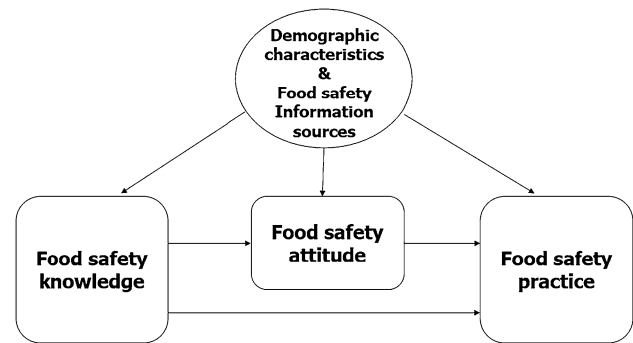 Demographic
characteristics
&
Food safety
Information
sources
Food safety
knowledge
Food safety
attitude
Food safety
practice